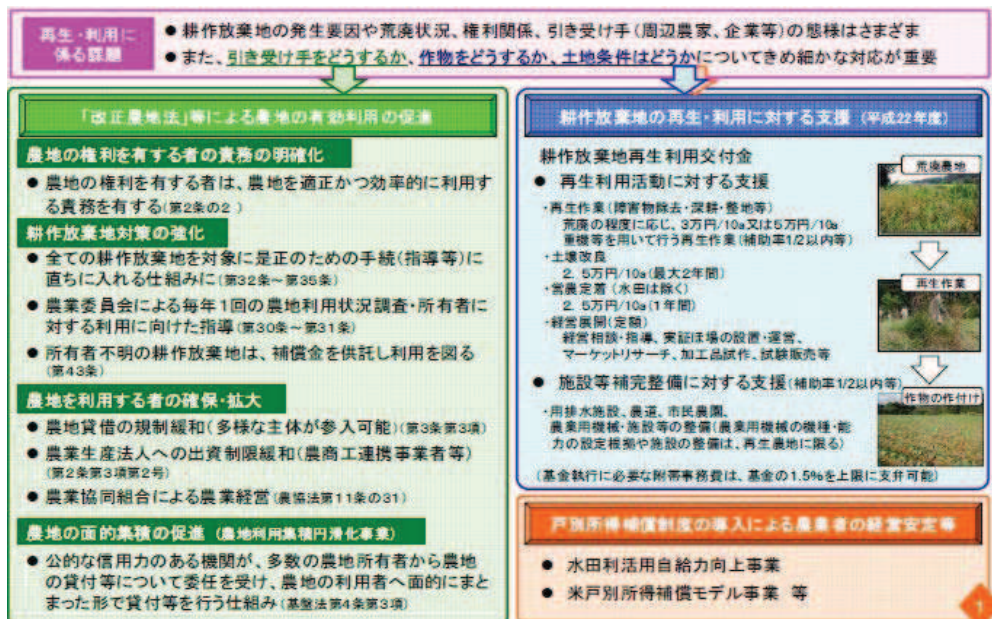 再生・利用に
係る課題
● 耕作放棄地の発生要因や荒廃状況、権利関係、引き受け手(周辺農家、企業等)の態様はさまざま
● また、引き受け手をどうするか、作物をどうするか、土地条件はどうかについてきめ細かな対応が重要
「改正農地法」等による農地の有効利用の促進
農地の権利を有する者の責務の明確化
● 農地の権利を有する者は、農地を適正かつ効率的に利用す
る責務を有する(第2条の2 )
耕作放棄地対策の強化
● 全ての耕作放棄地を対象に是正のための手続(指導等)に
直ちに入れる仕組みに(第32条~第35条)
● 農業委員会による毎年1回の農地利用状況調査・所有者に
対する利用に向けた指導(第30条~第31条)
● 所有者不明の耕作放棄地は、補償金を供託し利用を図る
(第43条)
農地を利用する者の確保・拡大
● 農地貸借の規制緩和(多様な主体が参入可能)(第3条第3項)
● 農業生産法人への出資制限緩和(農商工連携事業者等)
(第2条第3項第2号)
● 農業協同組合による農業経営(農協法第11条の31)
農地の面的集積の促進 (農地利用集積円滑化事業)
● 公的な信用力のある機関が、多数の農地所有者から農地
の貸付等について委任を受け、農地の利用者へ面的にまと
まった形で貸付等を行う仕組み(基盤法第4条第3項)
耕作放棄地の再生・利用に対する支援 (平成22年度)
耕作放棄地再生利用交付金
● 再生利用活動に対する支援
・再生作業(障害物除去・深耕・整地等)
荒廃の程度に応じ、3万円/10a又は5万円/10a
重機等を用いて行う再生作業(補助率1/2以内等)
・土壌改良
2.5万円/10a(最大2年間)
・営農定着(水田は除く)
2.5万円/10a(1年間)
・経営展開(定額)
経営相談・指導、実証ほ場の設置・運営、
マーケットリサーチ、加工品試作、試験販売等
● 施設等補完整備に対する支援(補助率1/2以内等)
・用排水施設、農道、市民農園、
農業用機械・施設等の整備(農業用機械の機種・能
力の設定根拠や施設の整備は、再生農地に限る)
(基金執行に必要な附帯事務費は、基金の1.5%を上限に支弁可能)
荒廃農地
再生作業
作物の作付け
戸別所得補償制度の導入による農業者の経営安定等
● 水田利活用自給力向上事業
● 米戸別所得補償モデル事業 等
1